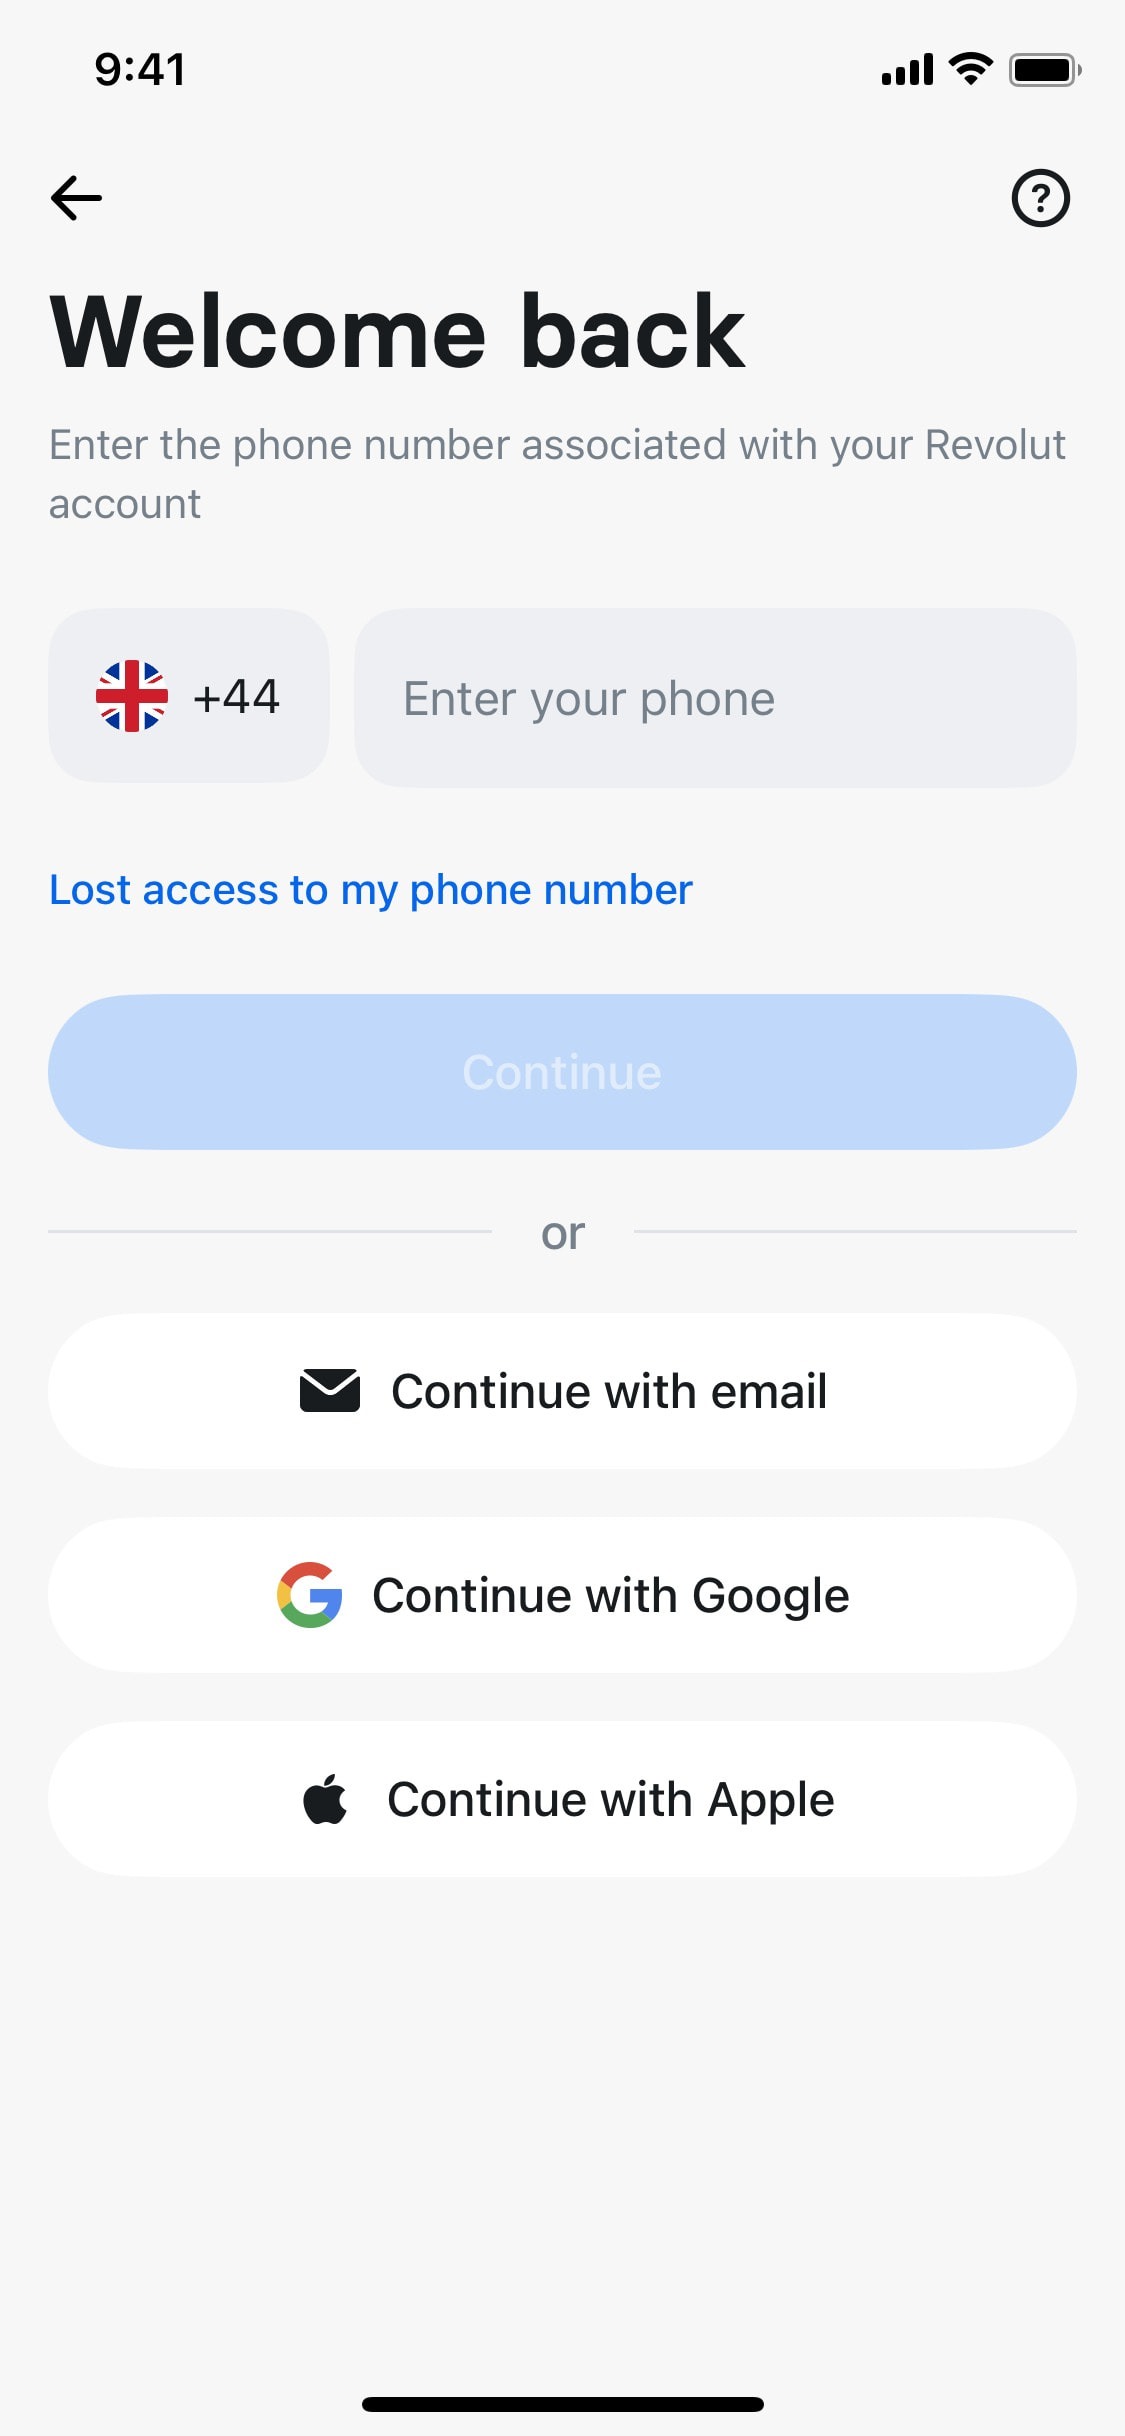 9:41
?
Welcome back
Enter the phone number associated with your Revolut
account
+44
Enter your phone
Lost access to my phone number
Continue
or
Continue with email
Continue with Google
Continue with Apple